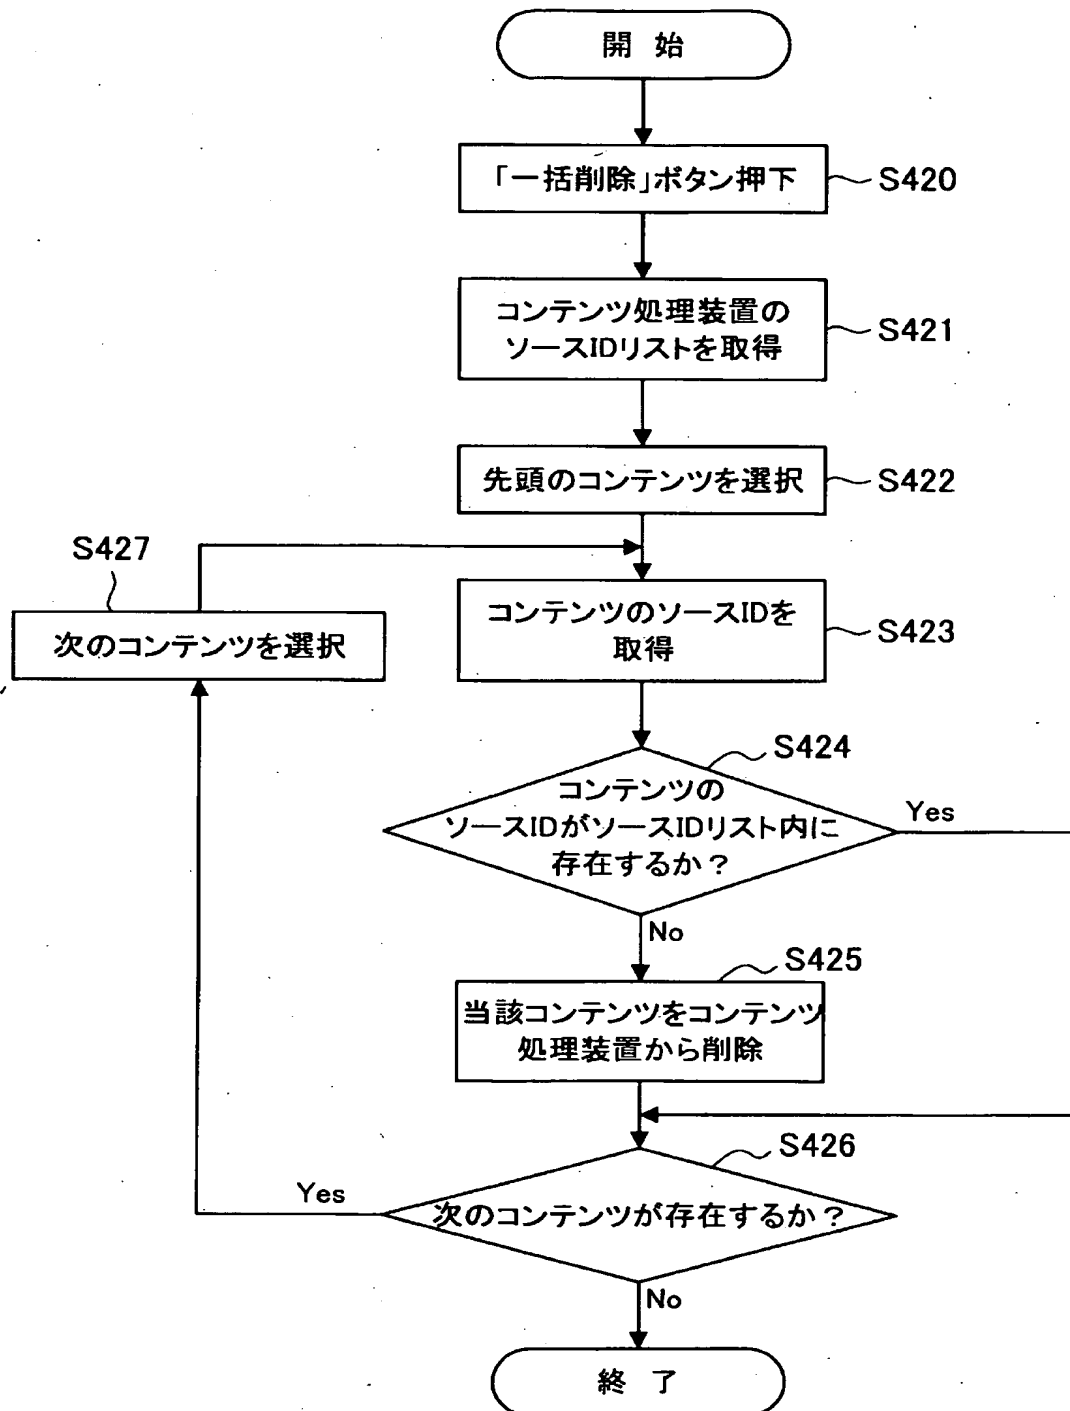 開 始
「一括削除」ボタン押下
S420
コンテンツ処理装置の
ソースIDリストを取得
S421
先頭のコンテンツを選択
S422
S427
次のコンテンツを選択
コンテンツのソースIDを
取得
S423
S424
コンテンツの
ソースIDがソースIDリスト内に
存在するか？
Yes
No
S425
当該コンテンツをコンテンツ
処理装置から削除
S426
次のコンテンツが存在するか？
Yes
No
終 了